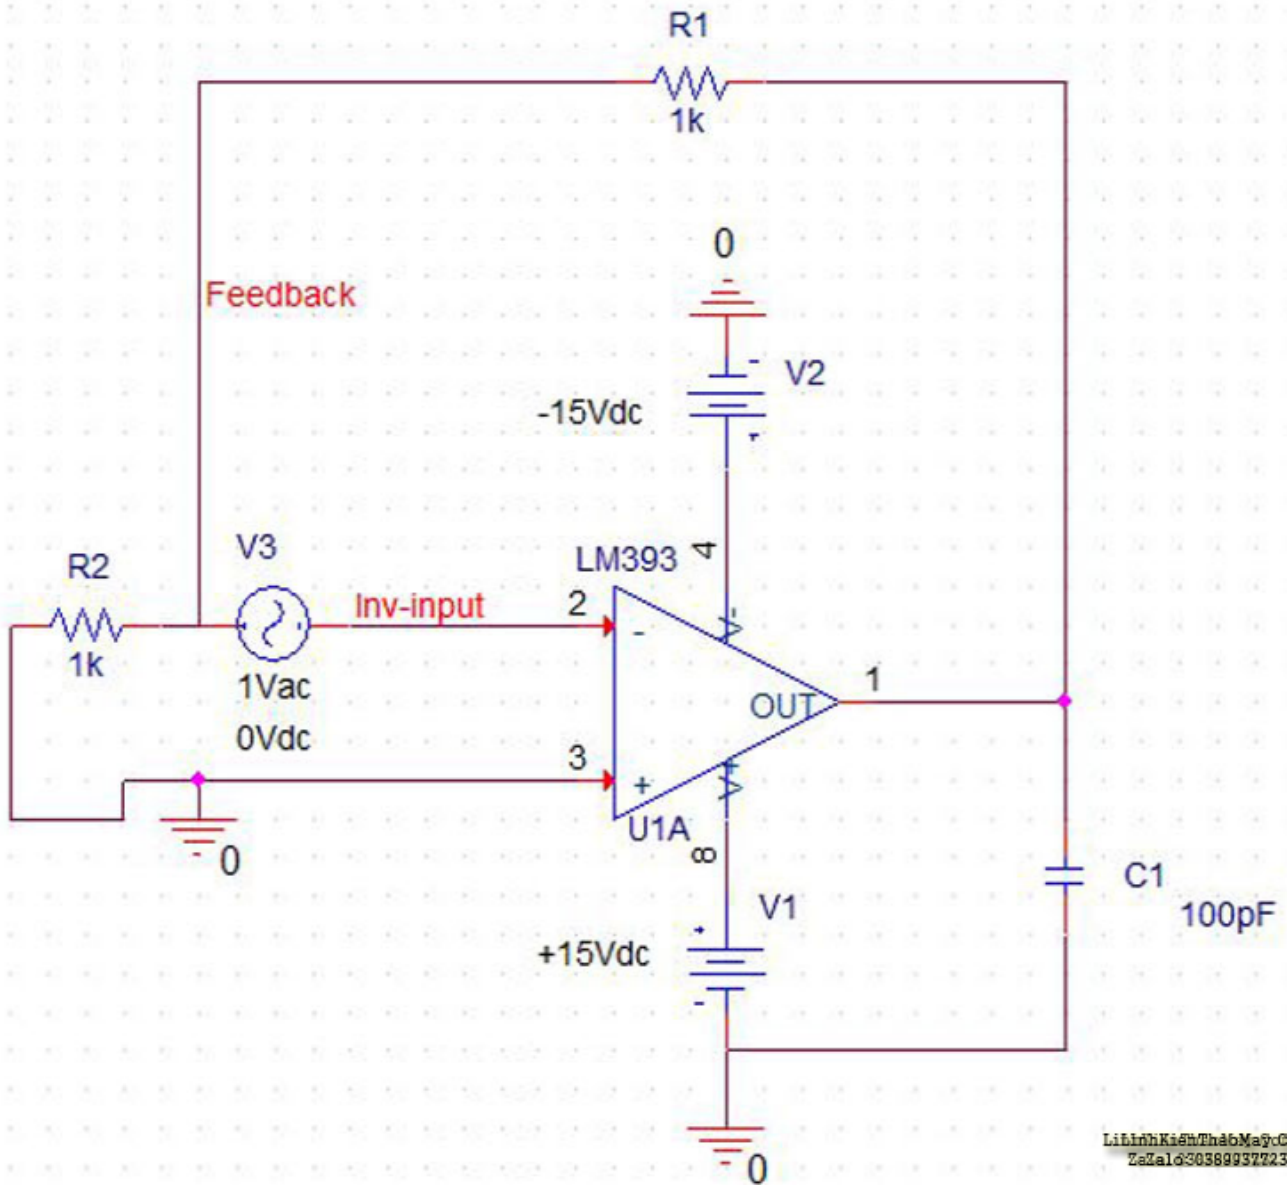 R1
1k
0
Feedback
-
V2
-15Vdc
+
V3
LM393
4
R2
Inv-input
2
-
V-
1k
1Vac
OUT
1
0Vdc
3
+
V+
U1A
0
8
C1
V1
100pF
+
+15Vdc
-
0